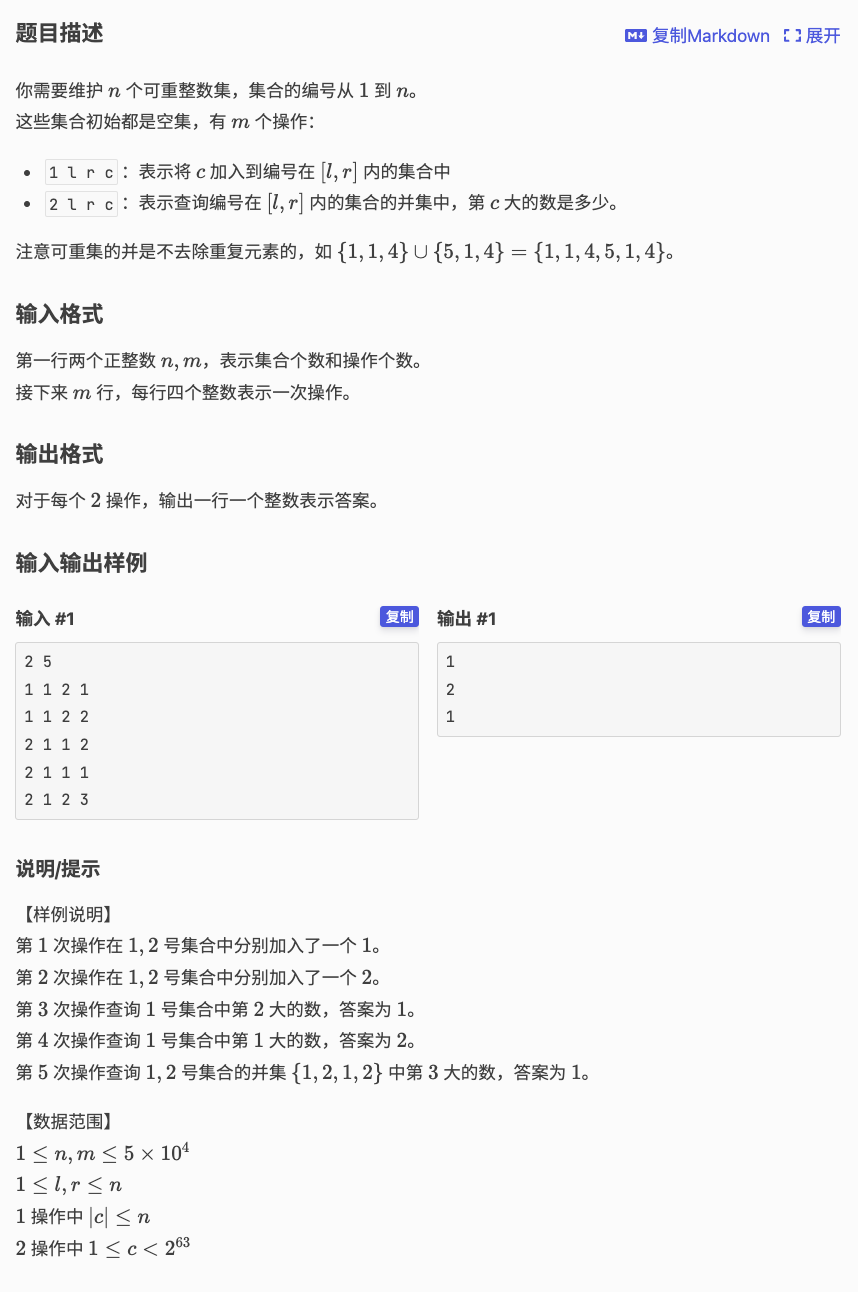 题目描述
复制Markdown 展开
你需要维护 n 个可重整数集，集合的编号从 1 到 n。
这些集合初始都是空集，有 m 个操作：
• 1 l r c：表示将 c 加入到编号在 [l, r] 内的集合中
• 2 l r c：表示查询编号在 [l, r] 内的集合的并集中，第 c 大的数是多少。
注意可重集的并是不去除重复元素的，如 {1, 1, 4} ∪ {5, 1, 4} = {1, 1, 4, 5, 1, 4}。
输入格式
第一行两个正整数 n, m，表示集合个数和操作个数。
接下来 m 行，每行四个整数表示一次操作。
输出格式
对于每个 2 操作，输出一行一个整数表示答案。
输入输出样例
输入 #1
复制
2 5
1 1 2 1
1 1 2 2
2 1 1 2
2 1 1 1
2 1 2 3
输出 #1
复制
1
2
1
说明/提示
【样例说明】
第 1 次操作在 1, 2 号集合中分别加入了一个 1。
第 2 次操作在 1, 2 号集合中分别加入了一个 2。
第 3 次操作查询 1 号集合中第 2 大的数，答案为 1。
第 4 次操作查询 1 号集合中第 1 大的数，答案为 2。
第 5 次操作查询 1, 2 号集合的并集 {1, 2, 1, 2} 中第 3 大的数，答案为 1。
【数据范围】
1 ≤ n, m ≤ 5 × 10⁴
1 ≤ l, r ≤ n
1 操作中 |c| ≤ n
2 操作中 1 ≤ c < 2⁶³